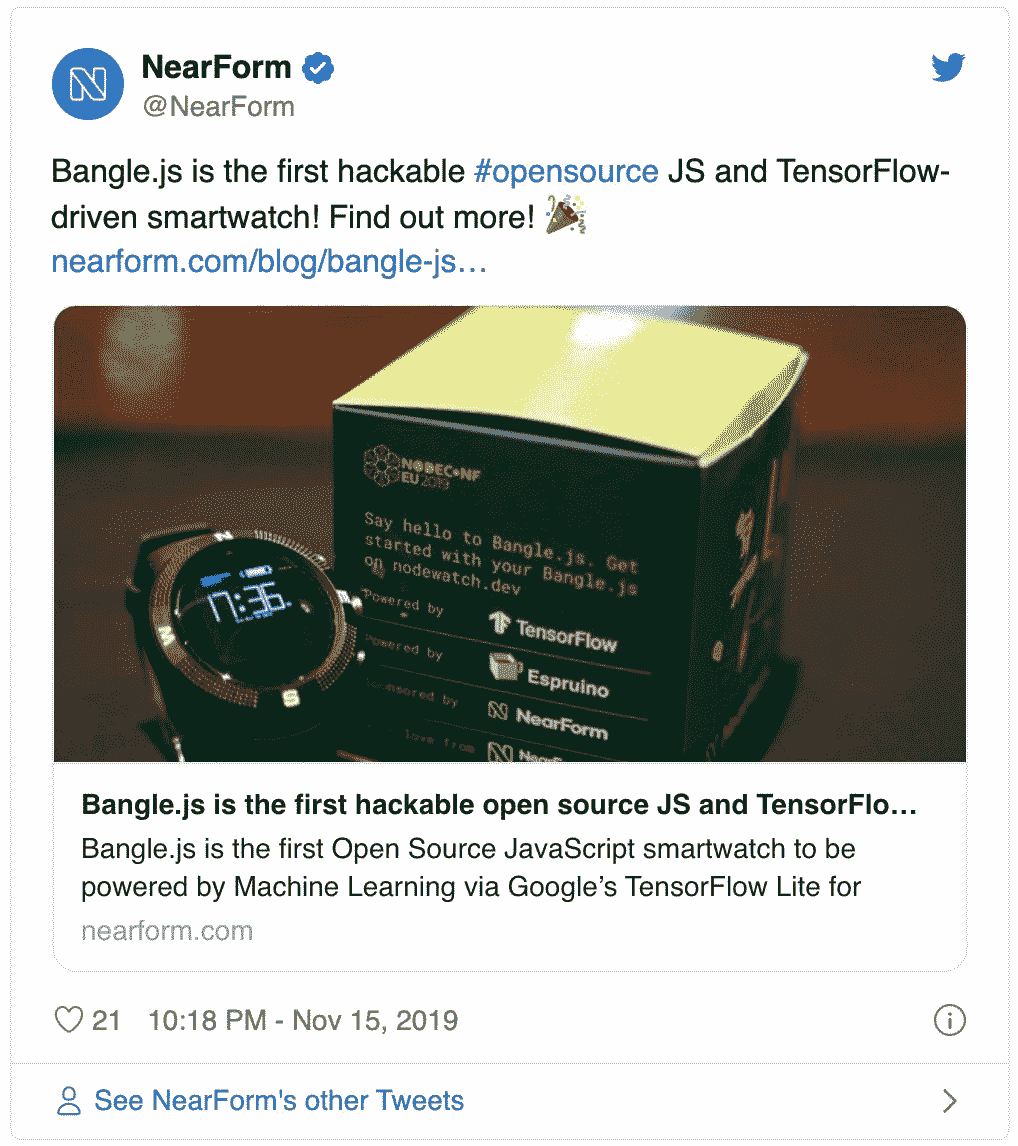 NearForm
@NearForm
Bangle.js is the first hackable #opensource JS and TensorFlow-
driven smartwatch! Find out more!
nearform.com/blog/bangle-js…
NODECONF
EU 2019
Say hello to Bangle.js. Get
started with your Bangle.js
on nodewatch.dev
Powered by TensorFlow
Powered by Espruino
Sponsored by NearForm
love from NearF
N
17:36
M
S
Bangle.js is the first hackable open source JS and TensorFlo…
Bangle.js is the first Open Source JavaScript smartwatch to be
powered by Machine Learning via Google’s TensorFlow Lite for
nearform.com
21 10:18 PM - Nov 15, 2019
See NearForm's other Tweets